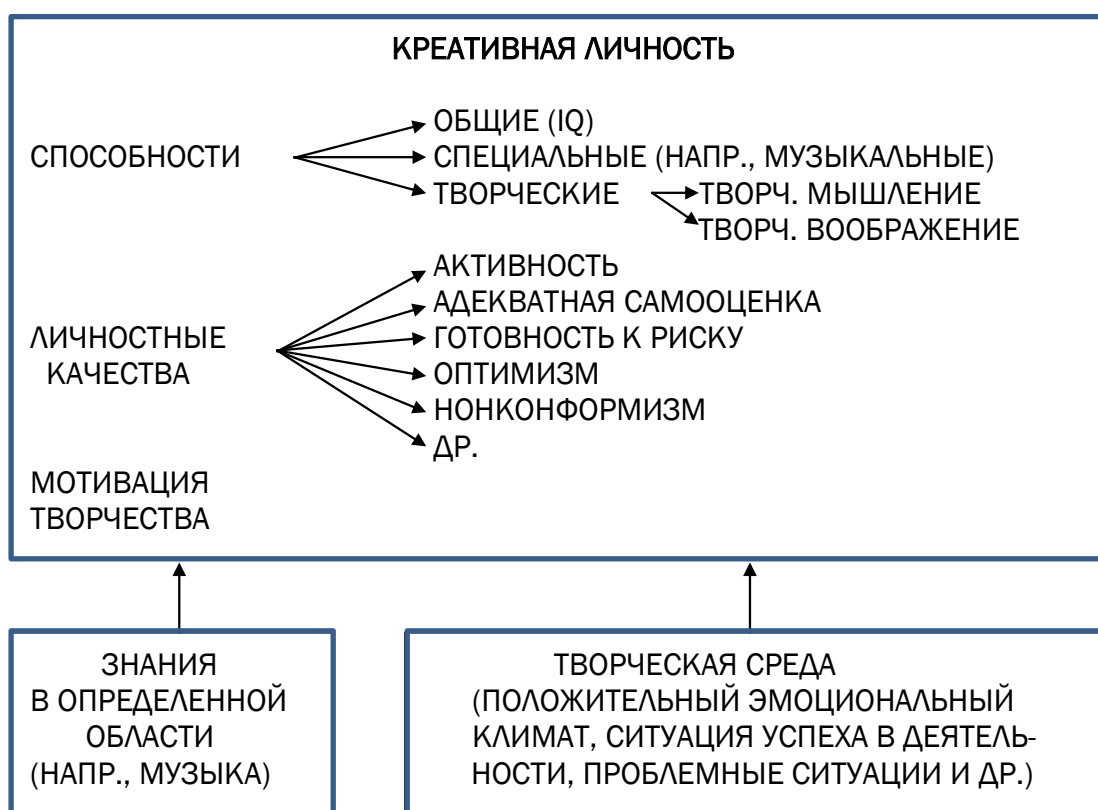 КРЕАТИВНАЯ ЛИЧНОСТЬ
СПОСОБНОСТИ
ОБЩИЕ (IQ)
СПЕЦИАЛЬНЫЕ (НАПР., МУЗЫКАЛЬНЫЕ)
ТВОРЧЕСКИЕ
ТВОРЧ. МЫШЛЕНИЕ
ТВОРЧ. ВООБРАЖЕНИЕ
ЛИЧНОСТНЫЕ
КАЧЕСТВА
АКТИВНОСТЬ
АДЕКВАТНАЯ САМООЦЕНКА
ГОТОВНОСТЬ К РИСКУ
ОПТИМИЗМ
НОНКОНФОРМИЗМ
ДР.
МОТИВАЦИЯ
ТВОРЧЕСТВА
ЗНАНИЯ
В ОПРЕДЕЛЕННОЙ
ОБЛАСТИ
(НАПР., МУЗЫКА)
ТВОРЧЕСКАЯ СРЕДА
(ПОЛОЖИТЕЛЬНЫЙ ЭМОЦИОНАЛЬНЫЙ
КЛИМАТ, СИТУАЦИЯ УСПЕХА В ДЕЯТЕЛЬ-
НОСТИ, ПРОБЛЕМНЫЕ СИТУАЦИИ И ДР.)